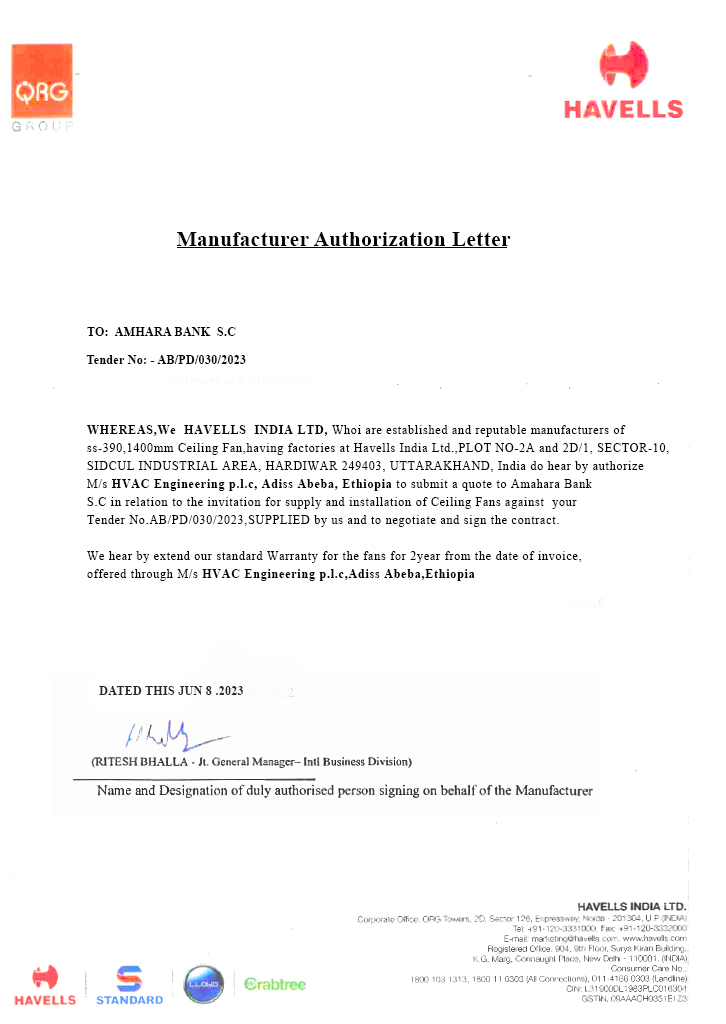 QRG
GROUP
HAVELLS
Manufacturer Authorization Letter
TO: AMHARA BANK S.C
Tender No: - AB/PD/030/2023
WHEREAS,We HAVELLS INDIA LTD, Whoi are established and reputable manufacturers of
ss-390,1400mm Ceiling Fan,having factories at Havells India Ltd.,PLOT NO-2A and 2D/1, SECTOR-10,
SIDCUL INDUSTRIAL AREA, HARDIWAR 249403, UTTARAKHAND, India do hear by authorize
M/s HVAC Engineering p.l.c, Adiss Abeba, Ethiopia to submit a quote to Amahara Bank
S.C in relation to the invitation for supply and installation of Ceiling Fans against your
Tender No.AB/PD/030/2023,SUPPLIED by us and to negotiate and sign the contract.
We hear by extend our standard Warranty for the fans for 2year from the date of invoice,
offered through M/s HVAC Engineering p.l.c,Adiss Abeba,Ethiopia
DATED THIS JUN 8 .2023
(RITESH BHALLA - Jt. General Manager– Intl Business Division)
Name and Designation of duly authorised person signing on behalf of the Manufacturer
HAVELLS INDIA LTD.
Corporate Office: QRG Towers, 2D, Sector 126, Expressway, Noida - 201304, U.P (INDIA)
Tel: +91-120-3331000, Fax: +91-120-3332000
E-mail: marketing@havells.com, www.havells.com
Registered Office: 904, 9th Floor, Surya Kiran Building,
K.G. Marg, Connaught Place, New Delhi - 110001. (INDIA)
Consumer Care No.:
1800 103 1313, 1800 11 0303 (All Connections), 011-4166 0303 (Landline)
CIN: L31900DL1983PLC016304
GSTIN: 09AAACH0351E1Z3
HAVELLS
STANDARD
LLOYD
Crabtree